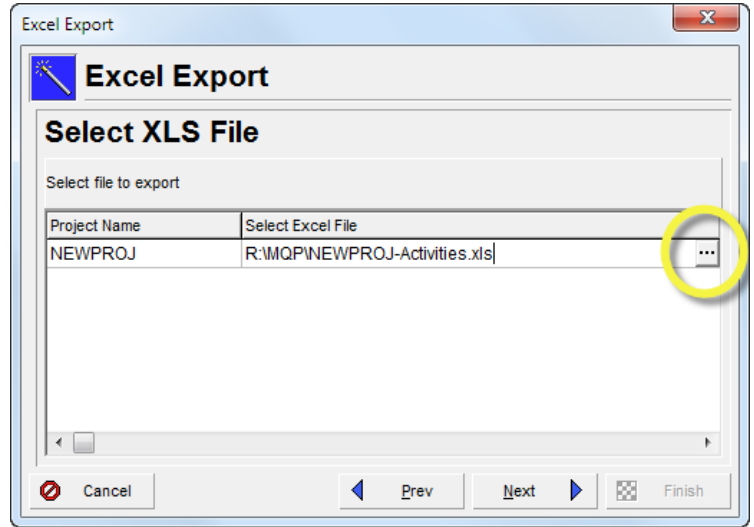 Excel Export
Excel Export
Select XLS File
Select file to export
Project Name Select Excel File
NEWPROJ R:\MQP\NEWPROJ-Activities.xls ...
Cancel Prev Next Finish